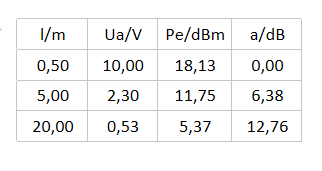 l/m Ua/V Pe/dBm a/dB
0,50 10,00 18,13 0,00
5,00 2,30 11,75 6,38
20,00 0,53 5,37 12,76